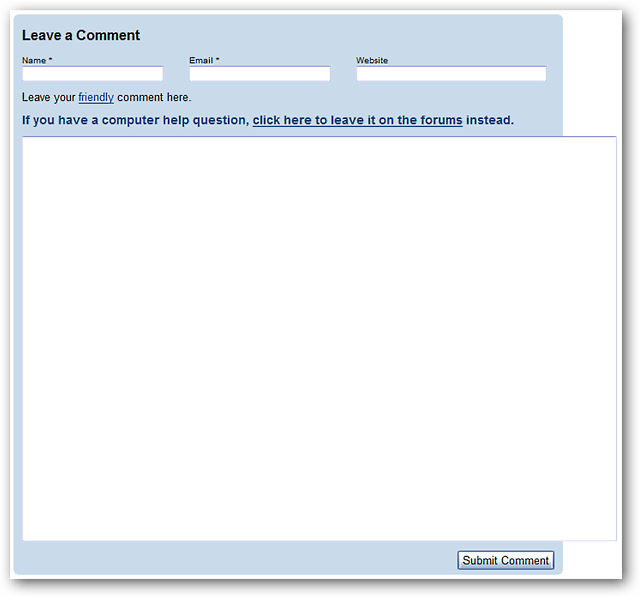 Leave a Comment
Name * Email * Website
Leave your friendly comment here.
If you have a computer help question, click here to leave it on the forums instead.
Submit Comment